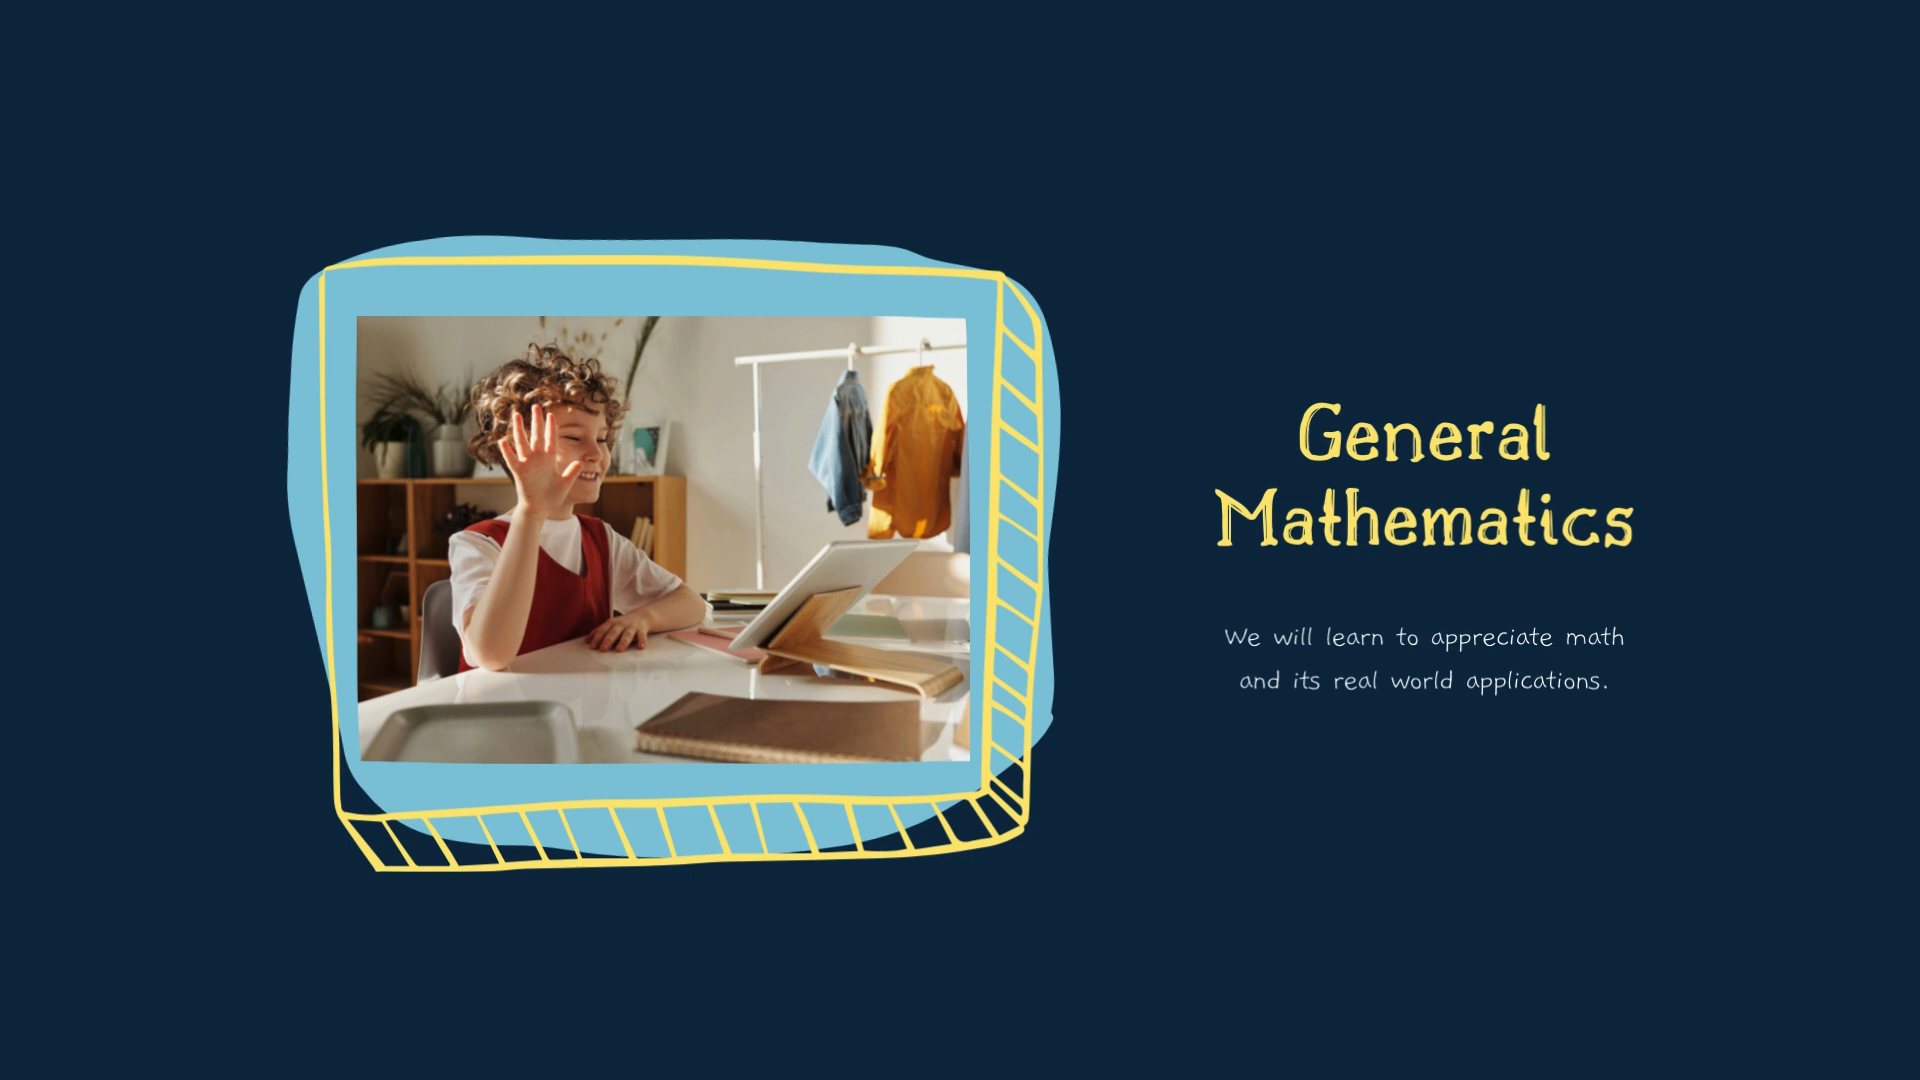 General
Mathematics
We will learn to appreciate math
and its real world applications.